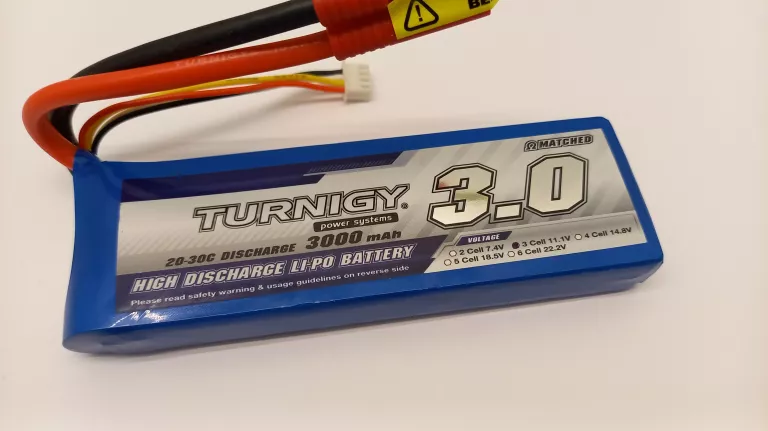 BE
ΩMATCHED
TURNIGY®
power systems
3.0
20-30C DISCHARGE 3000 mAh
HIGH DISCHARGE LI-PO BATTERY
Please read safety warning & usage guidelines on reverse side
VOLTAGE
2 Cell 7.4V 3 Cell 11.1V 4 Cell 14.8V
5 Cell 18.5V 6 Cell 22.2V